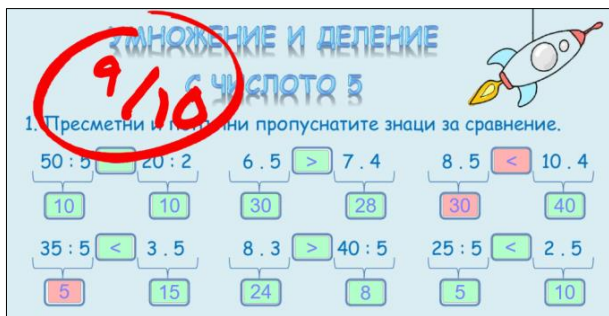 УМНОЖЕНИЕ И ДЕЛЕНИЕ
С ЧИСЛОТО 5
9/10
1. Пресметни и попълни пропуснатите знаци за сравнение.
50 : 5 20 : 2 6 . 5 > 7 . 4 8 . 5 < 10 . 4
10 10 30 28 30 40
35 : 5 < 3 . 5 8 . 3 > 40 : 5 25 : 5 < 2 . 5
5 15 24 8 5 10